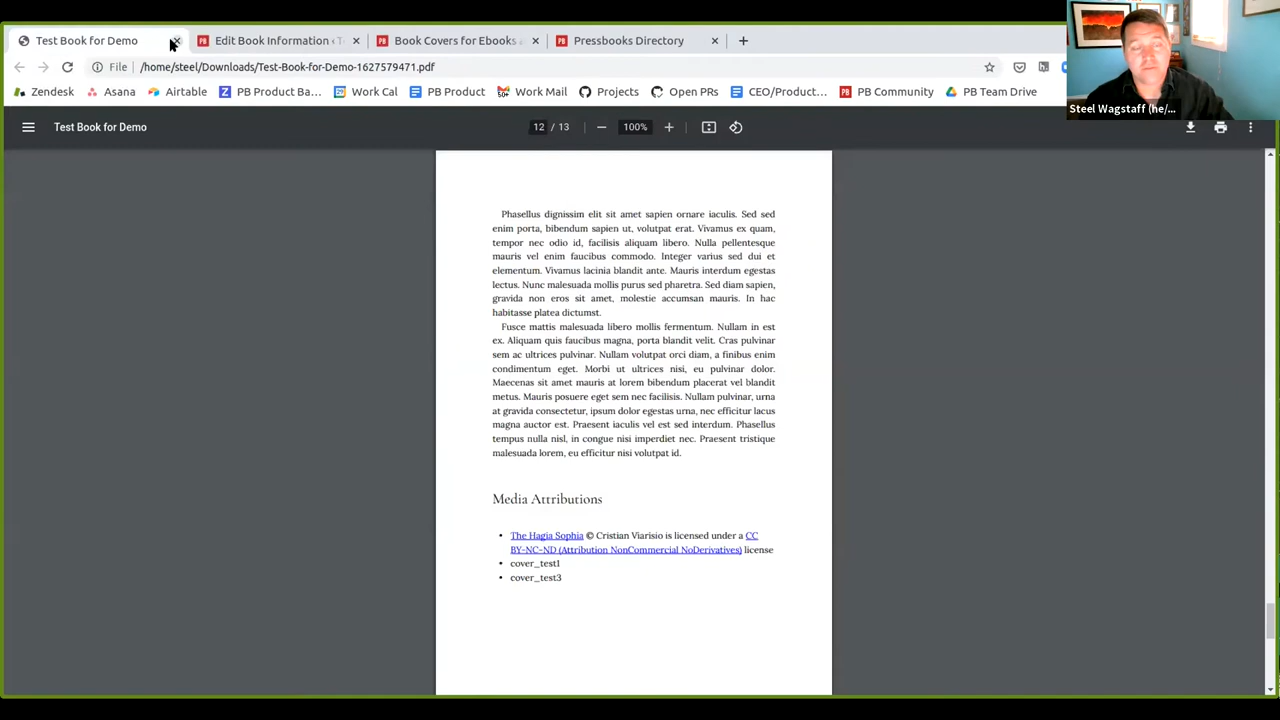 Test Book for Demo
Edit Book Information ‹ T
Book Covers for Ebooks a
Pressbooks Directory
File
/home/steel/Downloads/Test-Book-for-Demo-1627579471.pdf
Zendesk
Asana
Airtable
PB Product Ba...
Work Cal
PB Product
Work Mail
Projects
Open PRs
CEO/Product...
PB Community
PB Team Drive
Steel Wagstaff (he/...
Test Book for Demo
12 / 13
100%
Phasellus dignissim elit sit amet sapien ornare iaculis. Sed sed
enim porta, bibendum sapien ut, volutpat erat. Vivamus ex quam,
tempor nec odio id, facilisis aliquam libero. Nulla pellentesque
mauris vel enim faucibus commodo. Integer varius sed dui et
elementum. Vivamus lacinia blandit ante. Mauris interdum egestas
lectus. Nunc malesuada mollis purus sed pharetra. Sed diam sapien,
gravida non eros sit amet, molestie accumsan mauris. In hac
habitasse platea dictumst.
Fusce mattis malesuada libero mollis fermentum. Nullam in est
ex. Aliquam quis faucibus magna, porta blandit velit. Cras pulvinar
sem ac ultrices pulvinar. Nullam volutpat orci diam, a finibus enim
condimentum eget. Morbi ut ultrices nisi, eu pulvinar dolor.
Maecenas sit amet mauris at lorem bibendum placerat vel blandit
metus. Mauris posuere eget sem nec facilisis. Nullam pulvinar, urna
at gravida consectetur, ipsum dolor egestas urna, nec efficitur lacus
magna auctor est. Praesent iaculis vel est sed interdum. Phasellus
tempus nulla nisl, in congue nisi imperdiet nec. Praesent tristique
malesuada lorem, eu efficitur nisi volutpat id.
Media Attributions
• The Hagia Sophia © Cristian Viarisio is licensed under a CC
BY-NC-ND (Attribution NonCommercial NoDerivatives) license
• cover_test1
• cover_test3